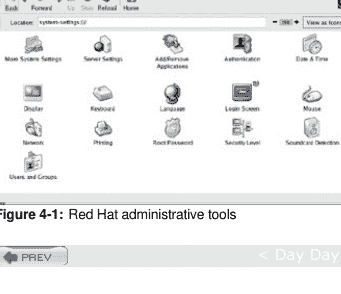 Back Forward Up Stop Reload Home
Location: system-settings:/// View as Icons
More System Settings Server Settings Add/Remove Applications Authentication Date & Time
Display Keyboard Language Login Screen Mouse
Network Printing Root Password Security Level Soundcard Detection
Users and Groups
Figure 4-1: Red Hat administrative tools
PREV < Day Day